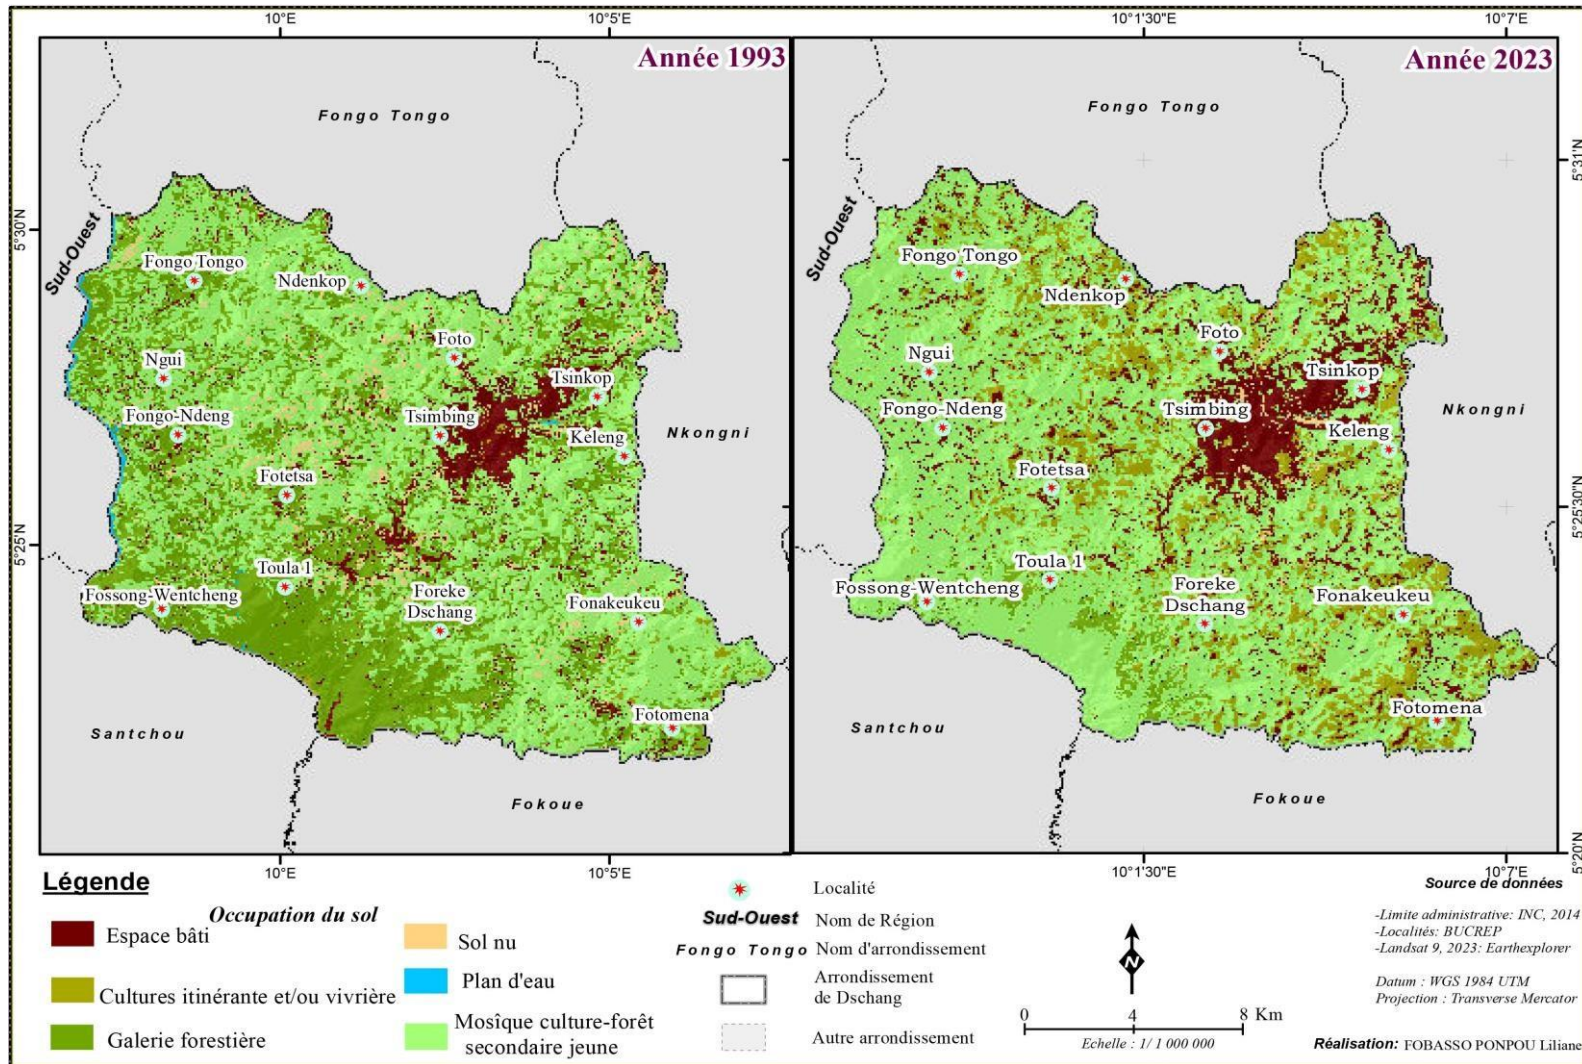 10°0'E
10°5'E
10°1'30"E
10°7'E
Année 1993
Année 2023
Fongo Tongo
Fongo Tongo
5°31'N
5°30'N
Sud-Ouest
Sud-Ouest
Fongo Tongo
Ndenkop
Foto
Ngui
Tsinkop
Fongo-Ndeng
Tsimbing
Keleng
Nkongni
Fotetsa
Toula 1
Fossong-Wentcheng
Foreke
Dschang
Fonakeukeu
Fotomena
Santchou
Fokoue
5°25'N
Fongo Tongo
Ndenkop
Foto
Ngui
Tsinkop
Fongo-Ndeng
Tsimbing
Keleng
Nkongni
Fotetsa
5°25'30"N
Toula 1
Fossong-Wentcheng
Foreke
Dschang
Fonakeukeu
Fotomena
Santchou
Fokoue
5°20'N
10°E
10°5'E
10°1'30"E
10°7'E
Légende
Occupation du sol
Espace bâti
Cultures itinérante et/ou vivrière
Galerie forestière
Sol nu
Plan d'eau
Mosîque culture-forêt
secondaire jeune
Localité
Sud-Ouest Nom de Région
Fongo Tongo Nom d'arrondissement
Arrondissement
de Dschang
Autre arrondissement
N
0 4 8 Km
Echelle : 1/ 1 000 000
Source de données
-Limite administrative: INC, 2014
-Localités: BUCREP
-Landsat 9, 2023: Earthexplorer
Datum : WGS 1984 UTM
Projection : Transverse Mercator
Réalisation: FOBASSO PONPOU Liliane